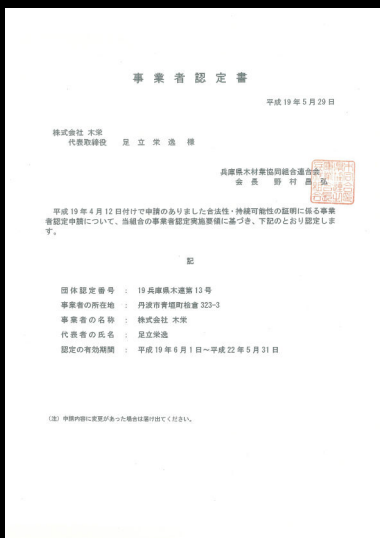 事業者認定書
平成19年5月29日
株式会社 木栄
代表取締役 足立栄逸 様
兵庫県木材業協同組合連合会
会長 野村昌弘
平成19年4月12日付けで申請のありました合法性・持続可能性の証明に係る事業
者認定申請について、当組合の事業者認定実施要領に基づき、下記のとおり認定しま
す。
記
団体認定番号 : 19兵庫県木連第13号
事業者の所在地 : 丹波市青垣町桧倉323-3
事業者の名称 : 株式会社 木栄
代表者の氏名 : 足立栄逸
認定の有効期間 : 平成19年6月1日~平成22年5月31日
(注) 申請内容に変更があった場合は届け出てください。